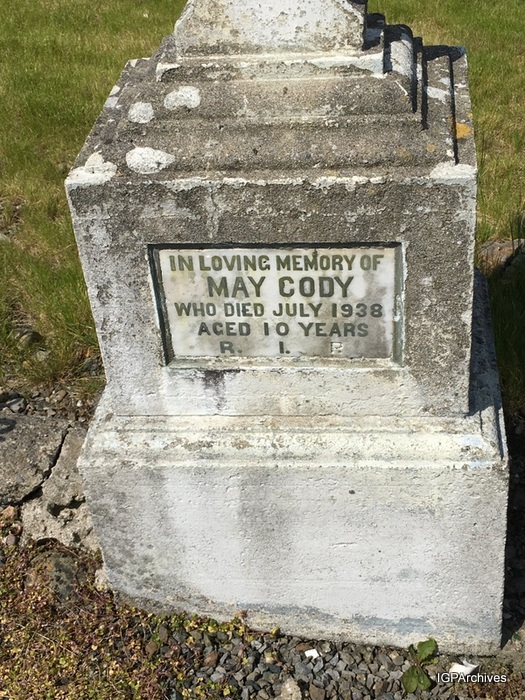 IN LOVING MEMORY OF
MAY CODY
WHO DIED JULY 1938
AGED 10 YEARS
R. I. P.
IGPArchives